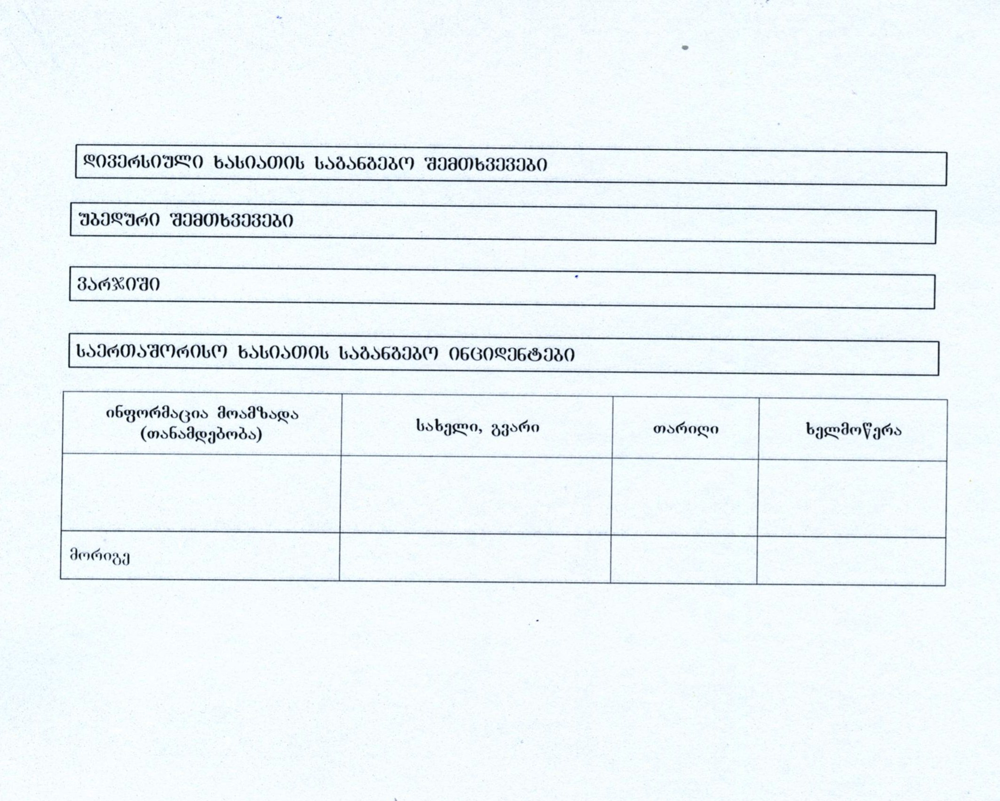 დივერსიული ხასიათის საგანგებო შემთხვევები
უბედური შემთხვევები
ვარჯიში
საერთაშორისო ხასიათის საგანგებო ინციდენტები
ინფორმაცია მოამზადა
(თანამდებობა)
სახელი, გვარი
თარიღი
ხელმოწერა
მორიგე